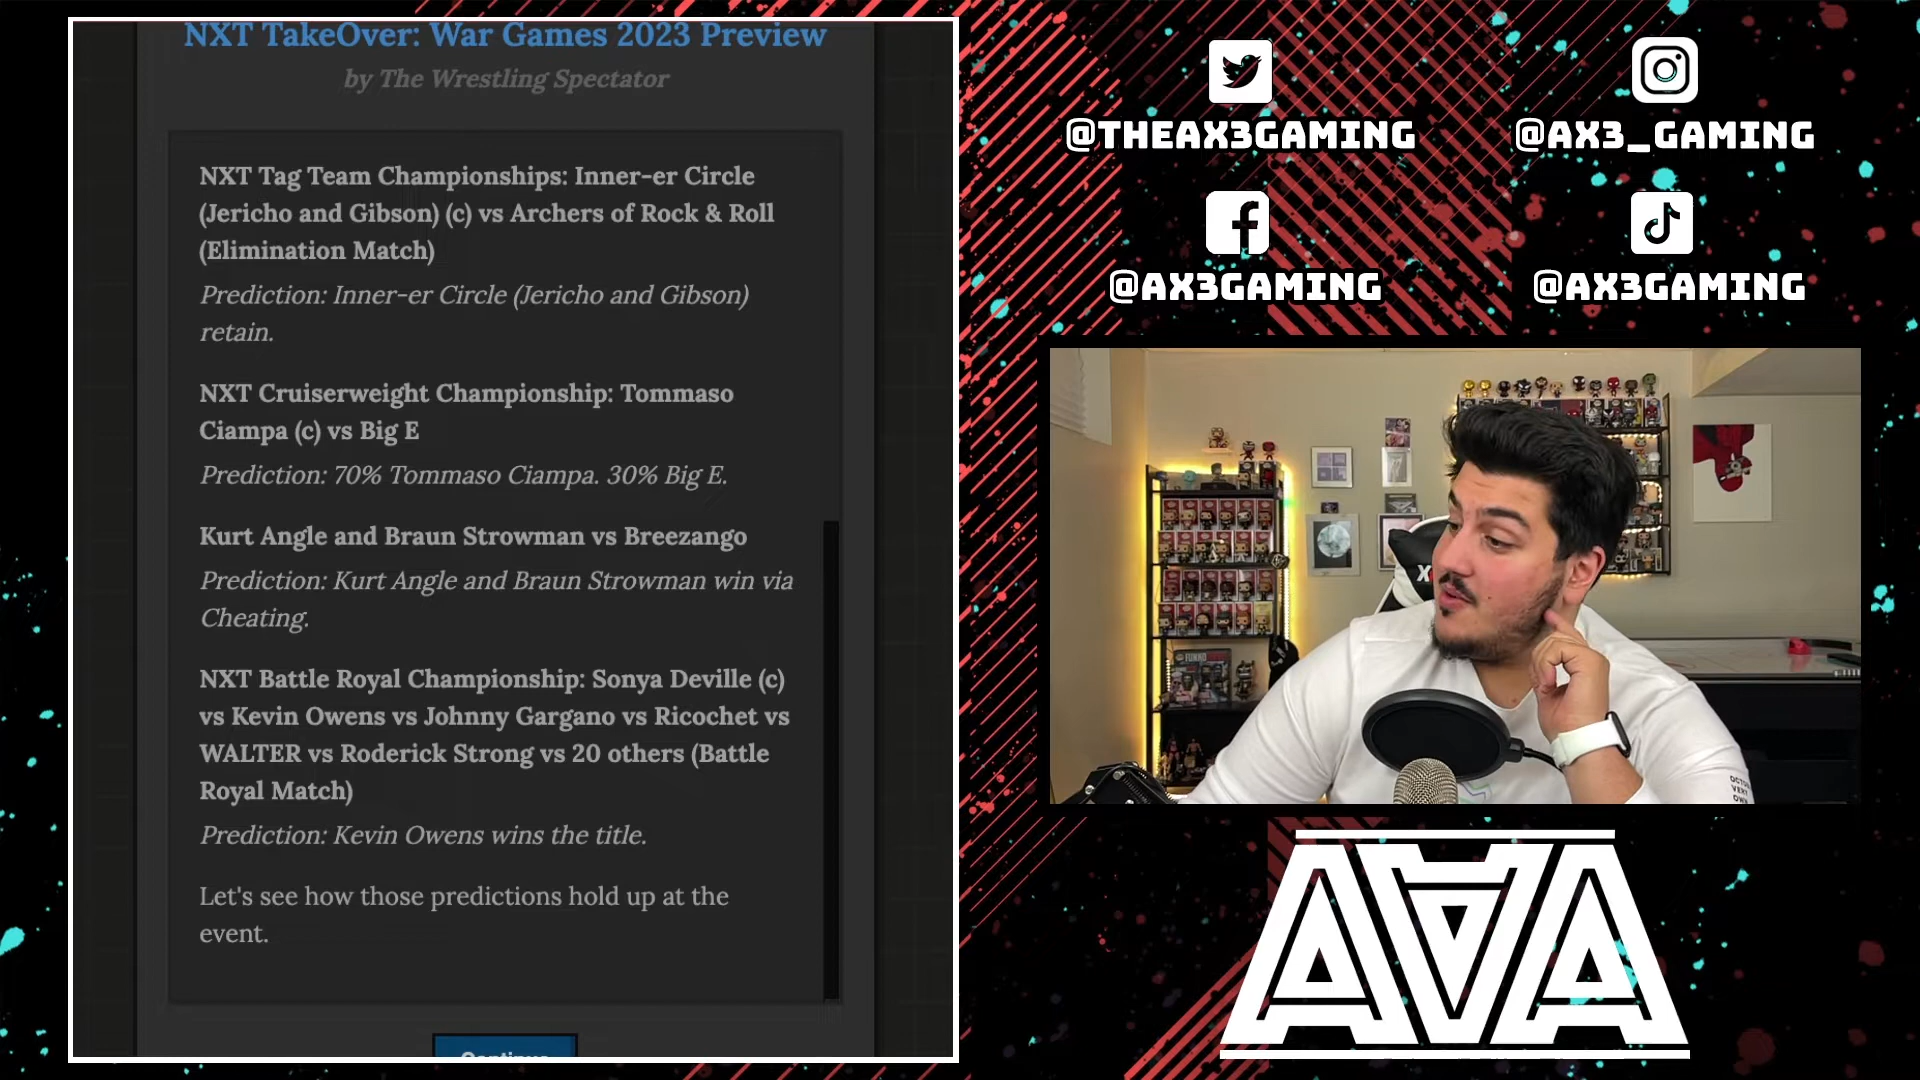 NXT TakeOver: War Games 2023 Preview
by The Wrestling Spectator
NXT Tag Team Championships: Inner-er Circle
(Jericho and Gibson) (c) vs Archers of Rock & Roll
(Elimination Match)
Prediction: Inner-er Circle (Jericho and Gibson)
retain.
NXT Cruiserweight Championship: Tommaso
Ciampa (c) vs Big E
Prediction: 70% Tommaso Ciampa. 30% Big E.
Kurt Angle and Braun Strowman vs Breezango
Prediction: Kurt Angle and Braun Strowman win via
Cheating.
NXT Battle Royal Championship: Sonya Deville (c)
vs Kevin Owens vs Johnny Gargano vs Ricochet vs
WALTER vs Roderick Strong vs 20 others (Battle
Royal Match)
Prediction: Kevin Owens wins the title.
Let's see how those predictions hold up at the
event.
Continue
@THEAX3GAMING
@AX3_GAMING
@AX3GAMING
@AX3GAMING